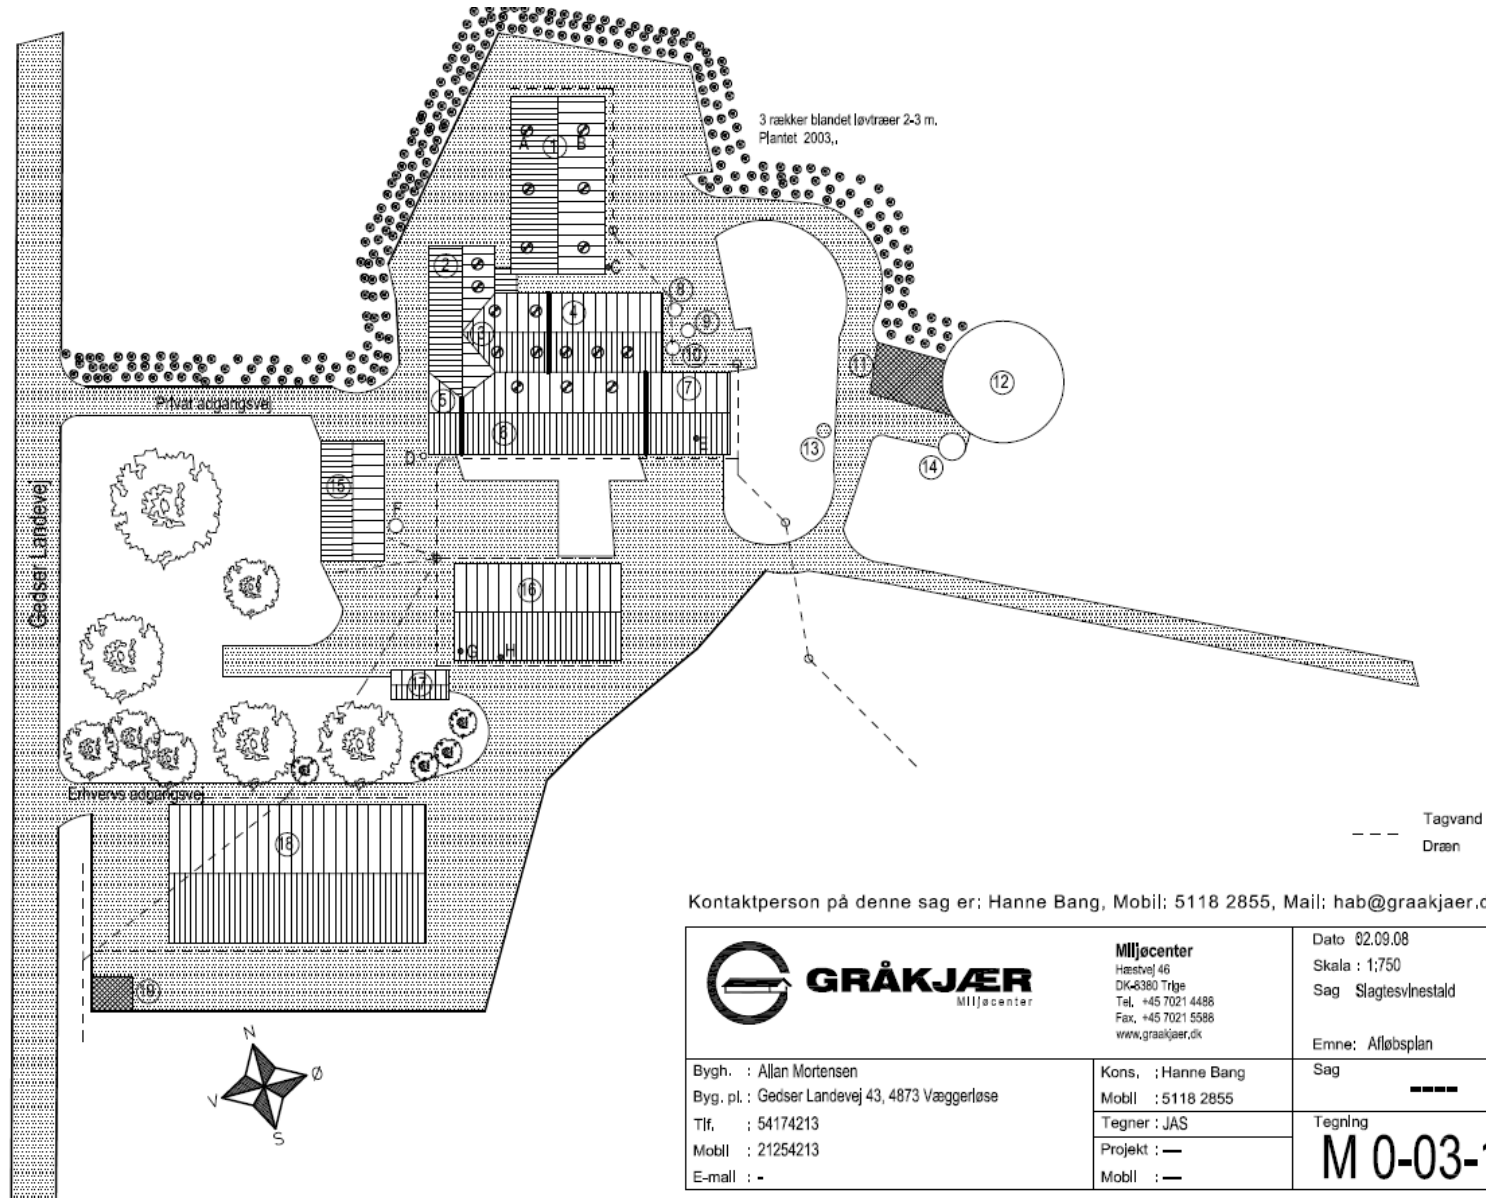 3 rækker blandet løvtræer 2-3 m.
Plantet 2003,,
A
1
B
2
C
8
3
4
9
10
11
12
5
7
6
E
13
14
D
15
F
Privat adgangsvej
Gedser Landevej
16
G
H
17
Erhvervs adgangsvej
18
19
N
Ø
V
S
Tagvand
Dræn
Kontaktperson på denne sag er: Hanne Bang, Mobil: 5118 2855, Mail: hab@graakjaer.d
GRÅKJÆR
Miljøcenter
Miljøcenter
Hæstvej 46
DK-8380 Trige
Tel. +45 7021 4488
Fax. +45 7021 5588
www.graakjaer.dk
Dato 02.09.08
Skala : 1:750
Sag Slagtesvinestald
Emne: Afløbsplan
Bygh. : Allan Mortensen
Byg. pl. : Gedser Landevej 43, 4873 Væggerløse
Tlf. : 54174213
Mobil : 21254213
E-mail : -
Kons. : Hanne Bang
Mobil : 5118 2855
Tegner : JAS
Projekt : —
Mobil : —
Sag
----
Tegning
M 0-03-1